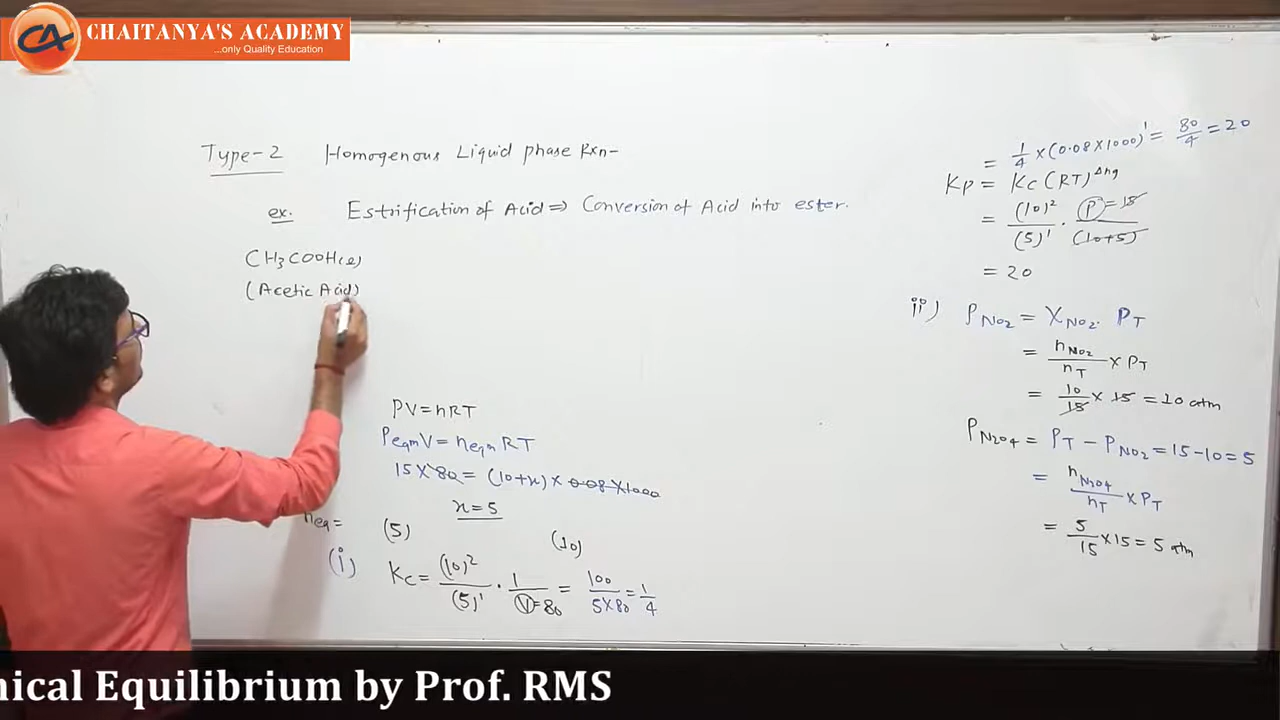 CHAITANYA'S ACADEMY
...only Quality Education
CA
Type-2 Homogenous Liquid phase Rxn-
ex. Estrification of Acid ⇒ Conversion of Acid into ester.
CH3COOH(l)
(Acetic Acid)
PV = nRT
Peqm V = neqm RT
15 × 80 = (10+x) × 0.08 × 1000
x = 5
neq = (5) (10)
(i) Kc = (10)²/(5)¹ · 1/(V)=80 = 100/5×80 = 1/4
= 1/4 × (0.08×1000)¹ = 80/4 = 20
Kp = Kc (RT)^Δng
= (10)²/(5)¹ · (P)=15/(10+5)
= 20
ii) PNO2 = XNO2 . PT
= nNO2/nT × PT
= 10/15 × 15 = 10 atm
PN2O4 = PT − PNO2 = 15-10 = 5
= nN2O4/nT × PT
= 5/15 × 15 = 5 atm
nical Equilibrium by Prof. RMS